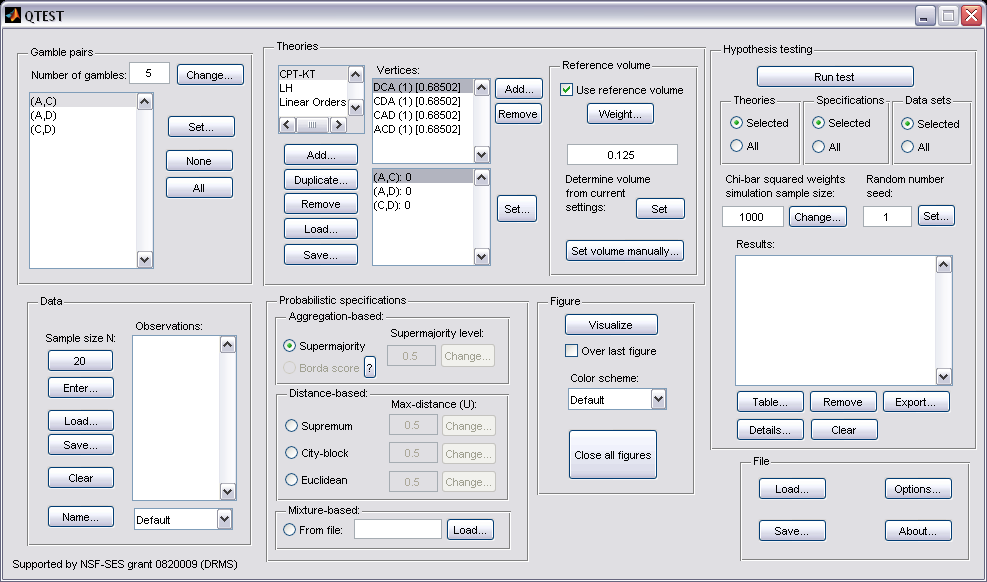 QTEST
Gamble pairs
Number of gambles: 5 Change...
(A,C)
(A,D)
(C,D)
Set...
None
All
Theories
CPT-KT
LH
Linear Orders
Add...
Duplicate...
Remove
Load...
Save...
Vertices:
DCA (1) [0.68502]
CDA (1) [0.68502]
CAD (1) [0.68502]
ACD (1) [0.68502]
Add...
Remove
(A,C): 0
(A,D): 0
(C,D): 0
Set...
Reference volume
Use reference volume
Weight...
0.125
Determine volume
from current
settings: Set
Set volume manually...
Hypothesis testing
Run test
Theories
Selected
All
Specifications
Selected
All
Data sets
Selected
All
Chi-bar squared weights
simulation sample size:
1000 Change...
Random number
seed:
1 Set...
Results:
Table... Remove Export...
Details... Clear
Data
Sample size N:
20
Enter...
Load...
Save...
Clear
Name...
Observations:
Default
Probabilistic specifications
Aggregation-based:
Supermajority level:
Supermajority 0.5 Change...
Borda score ?
Distance-based:
Max-distance (U):
Supremum 0.5 Change...
City-block 0.5 Change...
Euclidean 0.5 Change...
Mixture-based:
From file: Load...
Figure
Visualize
Over last figure
Color scheme:
Default
Close all figures
File
Load... Options...
Save... About...
Supported by NSF-SES grant 0820009 (DRMS)